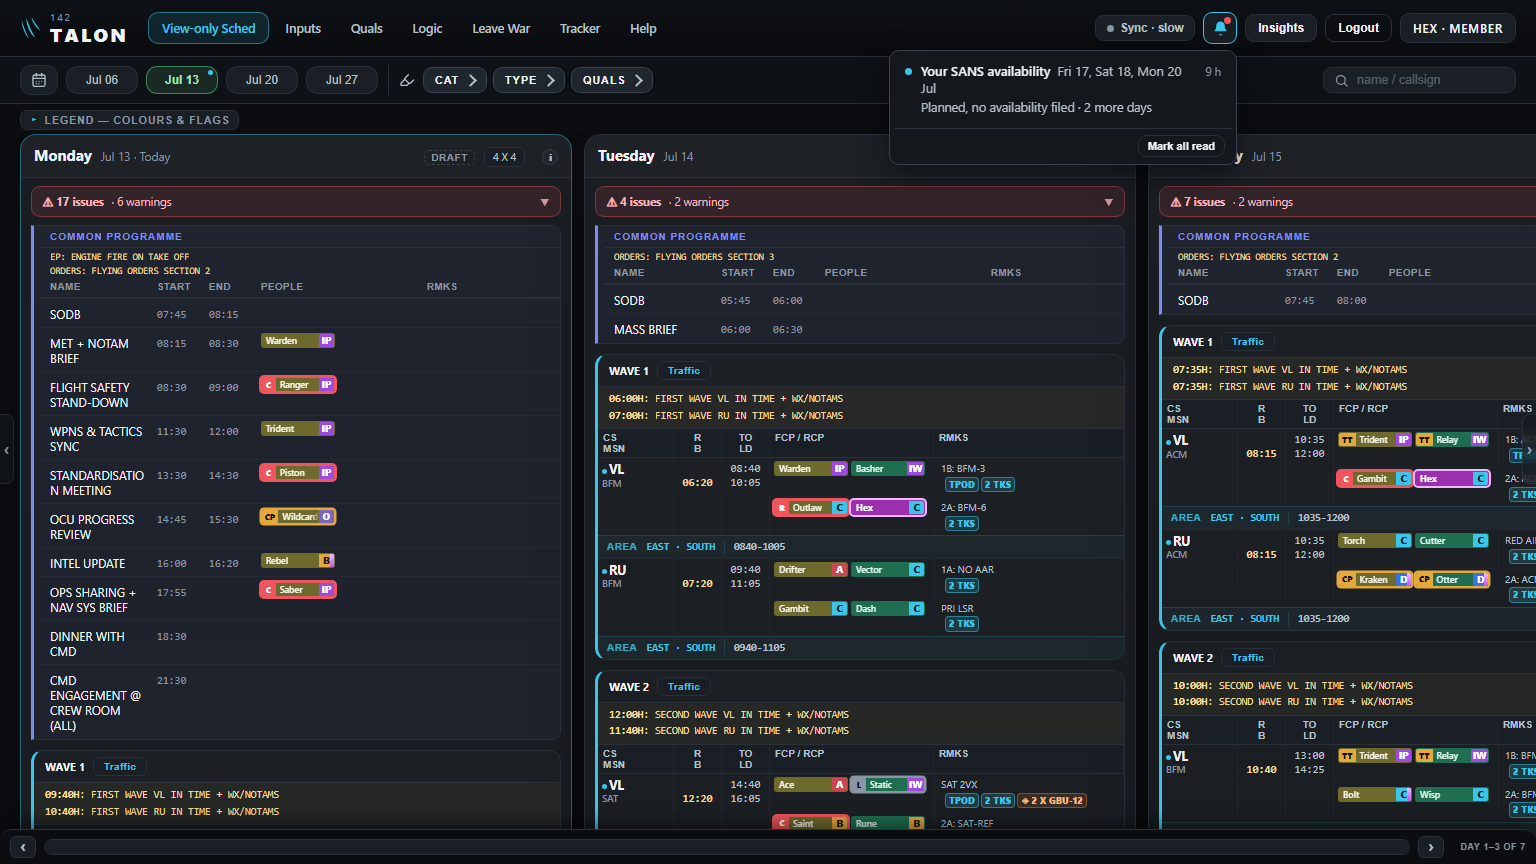 142
TALON
View-only Sched
Inputs
Quals
Logic
Leave War
Tracker
Help
Sync · slow
Insights
Logout
HEX · MEMBER
Jul 06
Jul 13
Jul 20
Jul 27
CAT
TYPE
QUALS
name / callsign
Your SANS availability Fri 17, Sat 18, Mon 20 Jul
9 h
Planned, no availability filed · 2 more days
Mark all read
LEGEND — COLOURS & FLAGS
Monday Jul 13 · Today
DRAFT
4 X 4
i
17 issues · 6 warnings
COMMON PROGRAMME
EP: ENGINE FIRE ON TAKE OFF
ORDERS: FLYING ORDERS SECTION 2
NAME START END PEOPLE RMKS
SODB 07:45 08:15
MET + NOTAM BRIEF 08:15 08:30 Warden IP
FLIGHT SAFETY STAND-DOWN 08:30 09:00 C Ranger IP
WPNS & TACTICS SYNC 11:30 12:00 Trident IP
STANDARDISATIO
N MEETING 13:30 14:30 C Piston IP
OCU PROGRESS REVIEW 14:45 15:30 CP Wildcard O
INTEL UPDATE 16:00 16:20 Rebel B
OPS SHARING + NAV SYS BRIEF 17:55 C Saber IP
DINNER WITH CMD 18:30
CMD ENGAGEMENT @ CREW ROOM (ALL) 21:30
WAVE 1 Traffic
09:40H: FIRST WAVE VL IN TIME + WX/NOTAMS
10:40H: FIRST WAVE RU IN TIME + WX/NOTAMS
Tuesday Jul 14
4 issues · 2 warnings
COMMON PROGRAMME
ORDERS: FLYING ORDERS SECTION 3
NAME START END PEOPLE RMKS
SODB 05:45 06:00
MASS BRIEF 06:00 06:30
WAVE 1 Traffic
06:00H: FIRST WAVE VL IN TIME + WX/NOTAMS
07:00H: FIRST WAVE RU IN TIME + WX/NOTAMS
CS R TO FCP / RCP RMKS
MSN B LD
VL 08:40 Warden IP Basher IW 1B: BFM-3
BFM 06:20 10:05 TPOD 2 TKS
R Outlaw C Hex C 2A: BFM-6
2 TKS
AREA EAST · SOUTH 0840-1005
RU 09:40 Drifter A Vector C 1A: NO AAR
BFM 07:20 11:05 2 TKS
Gambit C Dash C PRI LSR
2 TKS
AREA EAST · SOUTH 0940-1105
WAVE 2 Traffic
12:00H: SECOND WAVE VL IN TIME + WX/NOTAMS
11:40H: SECOND WAVE RU IN TIME + WX/NOTAMS
CS R TO FCP / RCP RMKS
MSN B LD
VL 14:40 Ace A L Static IW SAT 2VX
SAT 12:20 16:05 TPOD 2 TKS 2 X GBU-12
C Saint B Rune B 2A: SAT-REF
y Jul 15
7 issues · 2 warnings
COMMON PROGRAMME
ORDERS: FLYING ORDERS SECTION 2
NAME START END PEOPLE
SODB 07:45 08:00
WAVE 1 Traffic
07:35H: FIRST WAVE VL IN TIME + WX/NOTAMS
07:35H: FIRST WAVE RU IN TIME + WX/NOTAMS
CS R TO FCP / RCP RMKS
MSN B LD
VL 10:35 TT Trident IP TT Relay IW 1B:
ACM 08:15 12:00
C Gambit C Hex C 2A:
2 TKS
AREA EAST · SOUTH 1035-1200
RU 10:35 Torch C Cutter C RED AI
ACM 08:15 12:00 2 TKS
CP Kraken D CP Otter D 2A: AC
2 TKS
AREA EAST · SOUTH 1035-1200
WAVE 2 Traffic
10:00H: SECOND WAVE VL IN TIME + WX/NOTAMS
10:00H: SECOND WAVE RU IN TIME + WX/NOTAMS
CS R TO FCP / RCP RMKS
MSN B LD
VL 13:00 TT Trident IP TT Relay IW 1B: BFM
BFM 10:40 14:25 2 TKS
Bolt C Wisp C 2A: BFM
2 TKS
DAY 1–3 OF 7